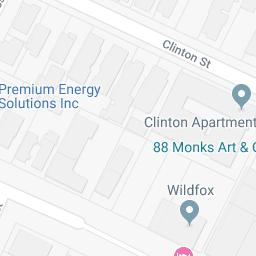 Clinton St
Premium Energy
Solutions Inc
Clinton Apartment
88 Monks Art &
Wildfox